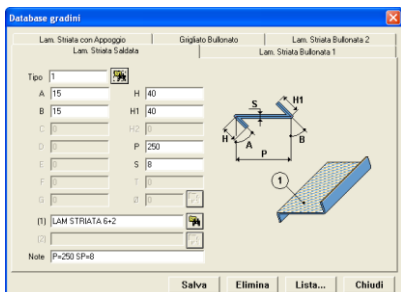 Database gradini
Lam. Striata con Appoggio
Grigliato Bullonato
Lam. Striata Bullonata 2
Lam. Striata Saldata
Lam. Striata Bullonata 1
Tipo 1
A 15 H 40
B 15 H1 40
C 0 H2 0
D 0 P 250
E 0 S 8
F 0 T 0
G 0 Ø 0
(1) LAM STRIATA 6+2
(2)
Note P=250 SP=8
S H1
H A B
P
1
Salva Elimina Lista... Chiudi